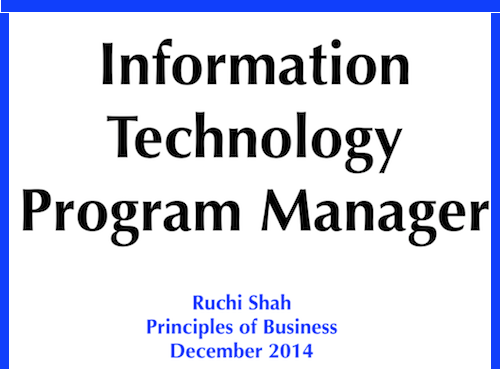 Information
Technology
Program Manager
Ruchi Shah
Principles of Business
December 2014